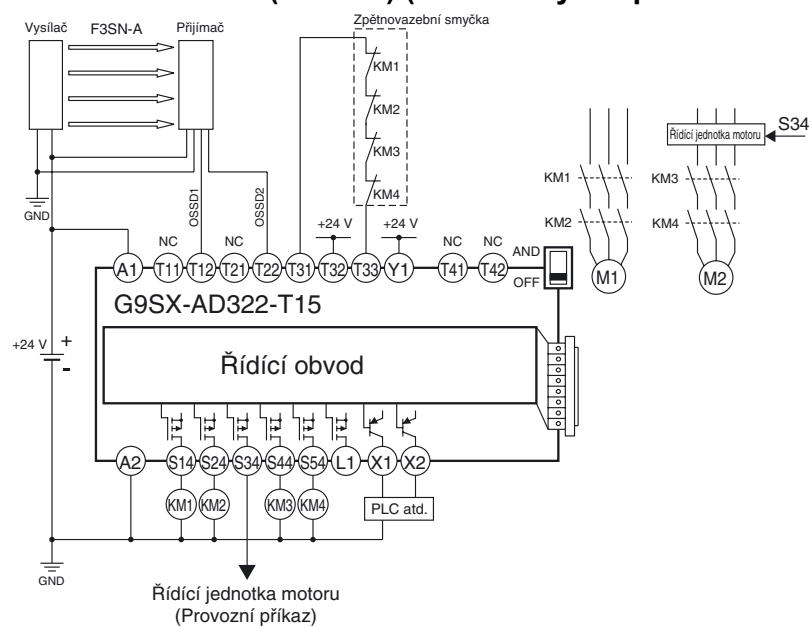 Vysílač
F3SN-A
Přijímač
Zpětnovazební smyčka
KM1
KM2
KM3
KM4
OSSD1
OSSD2
GND
+24 V
+24 V
NC
NC
NC
NC
A1
T11
T12
T21
T22
T31
T32
T33
Y1
T41
T42
AND
OFF
G9SX-AD322-T15
Řídící obvod
+24 V
+
-
A2
S14
S24
S34
S44
S54
L1
X1
X2
KM1
KM2
KM3
KM4
PLC atd.
GND
Řídící jednotka motoru
(Provozní příkaz)
Řídící jednotka motoru
S34
KM1
KM2
M1
KM3
KM4
M2